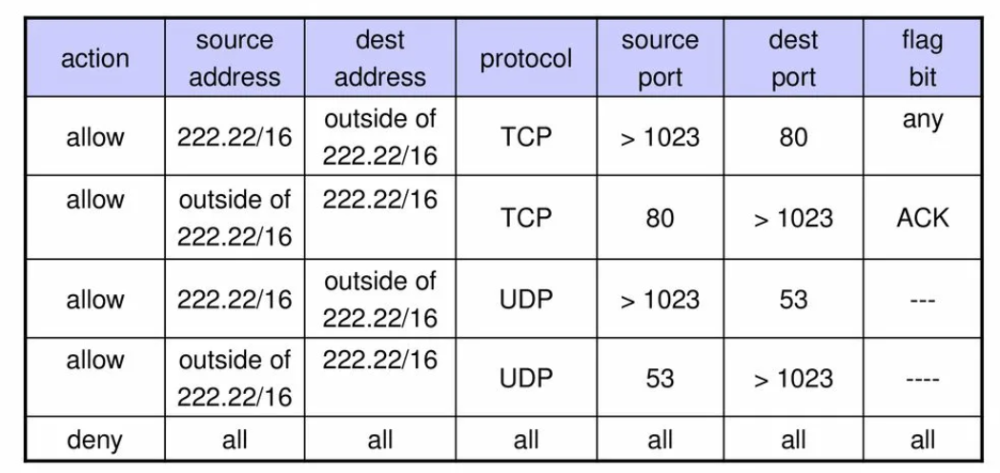 action source address dest address protocol source port dest port flag bit
allow 222.22/16 outside of 222.22/16 TCP > 1023 80 any
allow outside of 222.22/16 222.22/16 TCP 80 > 1023 ACK
allow 222.22/16 outside of 222.22/16 UDP > 1023 53 ---
allow outside of 222.22/16 222.22/16 UDP 53 > 1023 ----
deny all all all all all all